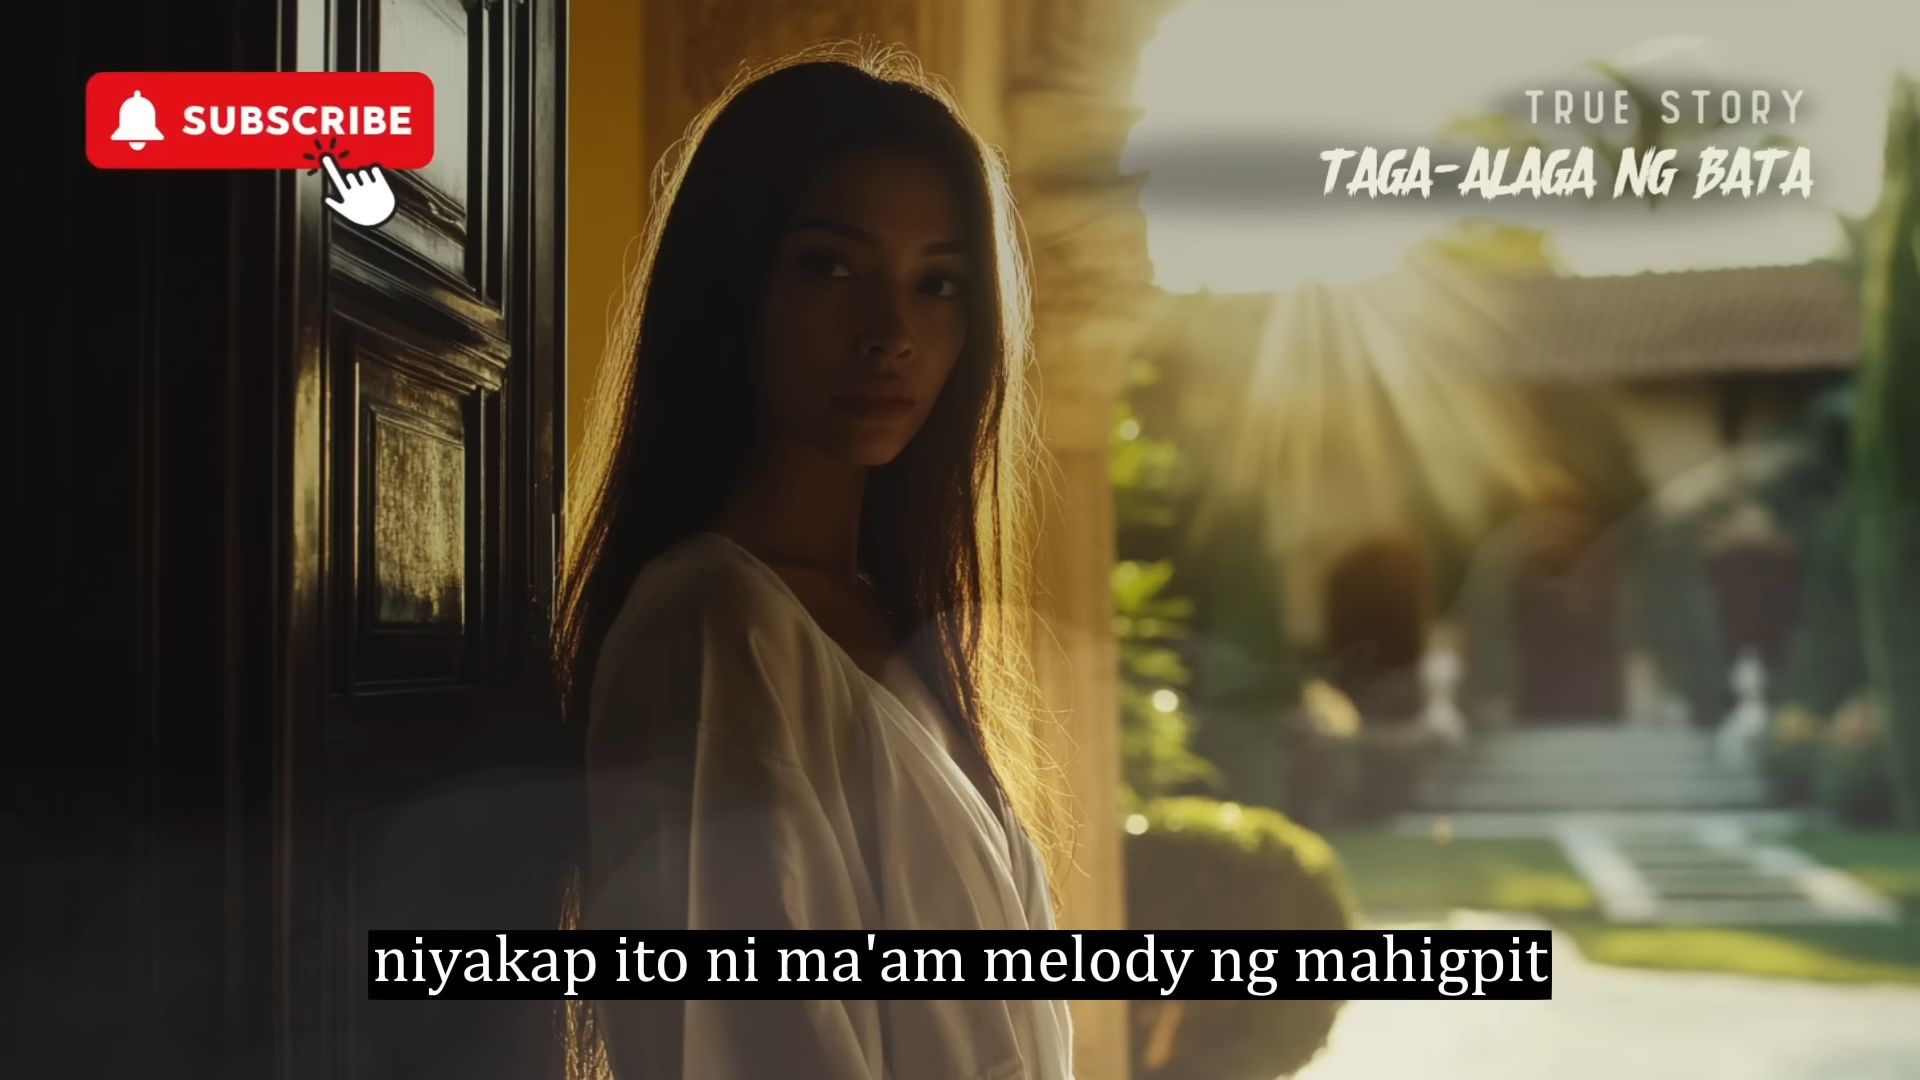 SUBSCRIBE
TRUE STORY
TAGA-ALAGA NG BATA
niyakap ito ni ma'am melody ng mahigpit